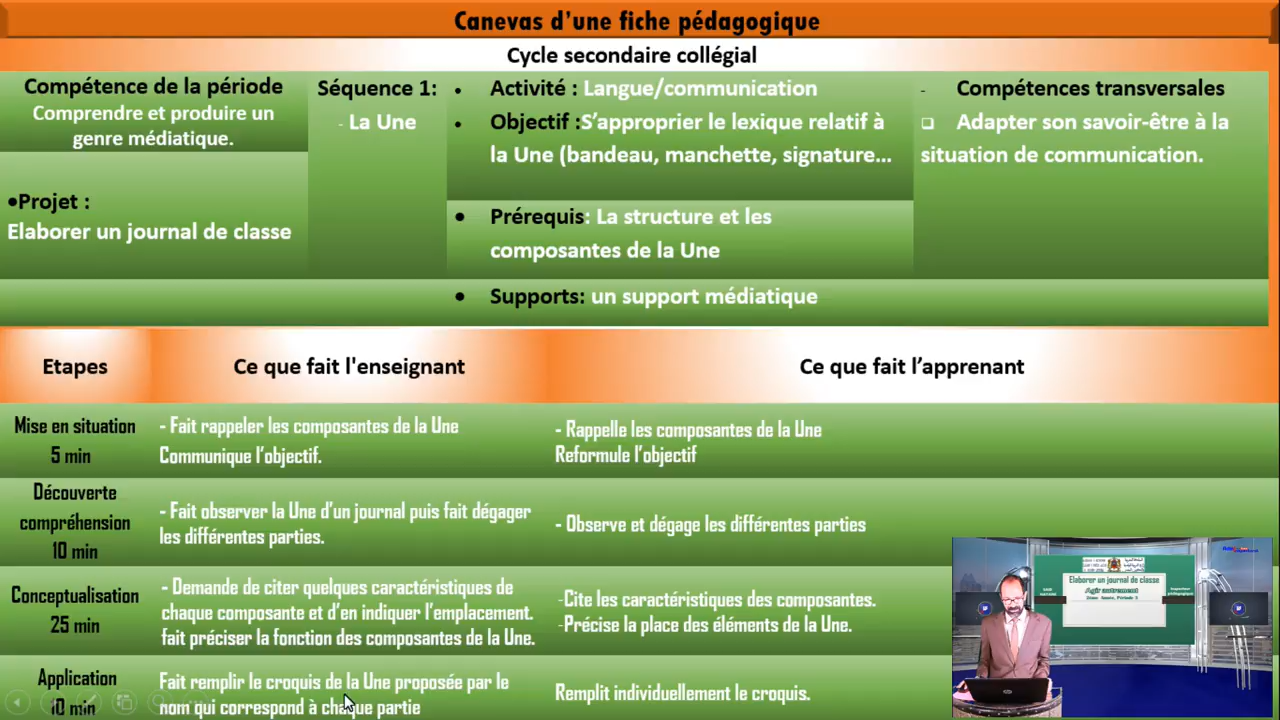 Canevas d'une fiche pédagogique
Cycle secondaire collégial
Compétence de la période
Comprendre et produire un
genre médiatique.
•Projet :
Elaborer un journal de classe
Séquence 1:
- La Une
• Activité : Langue/communication
• Objectif :S'approprier le lexique relatif à
la Une (bandeau, manchette, signature...
• Prérequis: La structure et les
composantes de la Une
• Supports: un support médiatique
- Compétences transversales
❑ Adapter son savoir-être à la
situation de communication.
Etapes
Ce que fait l'enseignant
Ce que fait l’apprenant
Mise en situation
5 min
- Fait rappeler les composantes de la Une
Communique l’objectif.
- Rappelle les composantes de la Une
Reformule l’objectif
Découverte
compréhension
10 min
- Fait observer la Une d’un journal puis fait dégager
les différentes parties.
- Observe et dégage les différentes parties
Conceptualisation
25 min
- Demande de citer quelques caractéristiques de
chaque composante et d’en indiquer l’emplacement.
fait préciser la fonction des composantes de la Une.
-Cite les caractéristiques des composantes.
-Précise la place des éléments de la Une.
Application
10 min
Fait remplir le croquis de la Une proposée par le
nom qui correspond à chaque partie
Remplit individuellement le croquis.
Elaborer un journal de classe
Agir autrement